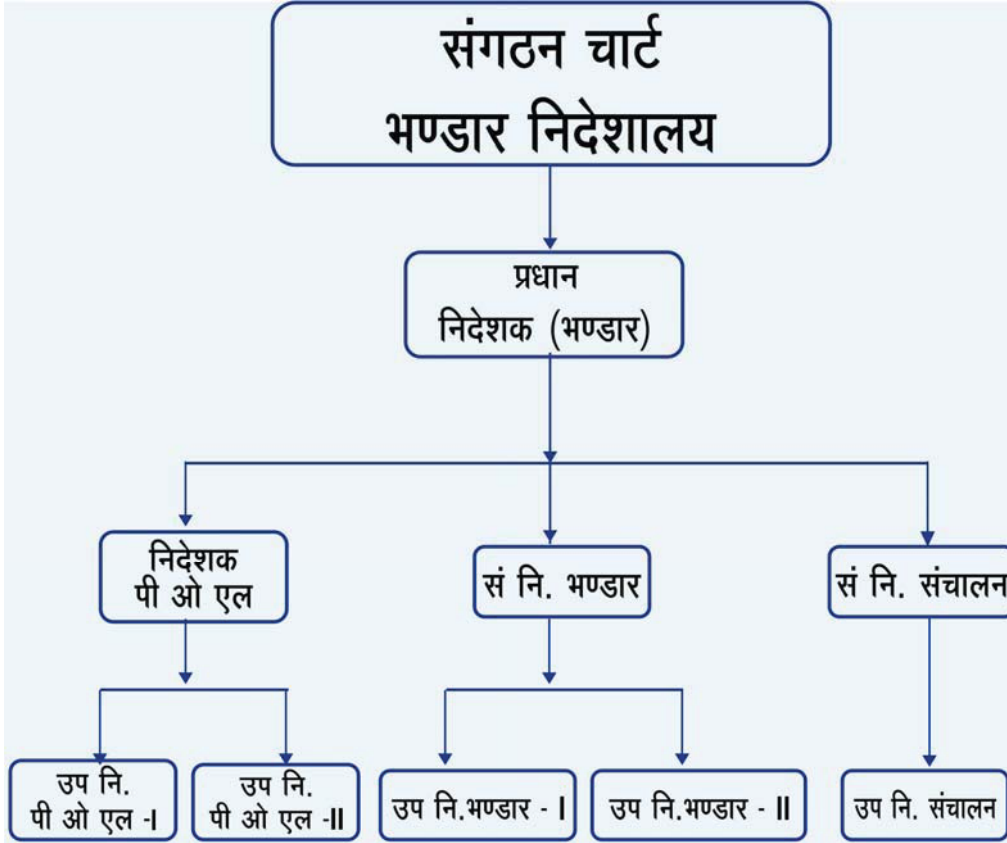 संगठन चार्ट
भण्डार निदेशालय
प्रधान
निदेशक (भण्डार)
निदेशक
पी ओ एल
सं नि. भण्डार
सं नि. संचालन
उप नि.
पी ओ एल -I
उप नि.
पी ओ एल -II
उप नि.भण्डार - I
उप नि.भण्डार - II
उप नि. संचालन